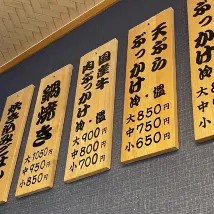 天ぷら
ぶっかけ
冷・温
大850円
中750円
小650円
国産牛
肉ぶっかけ
冷・温
大900円
中800円
小700円
鍋焼き
大1050円
中950円
小850円